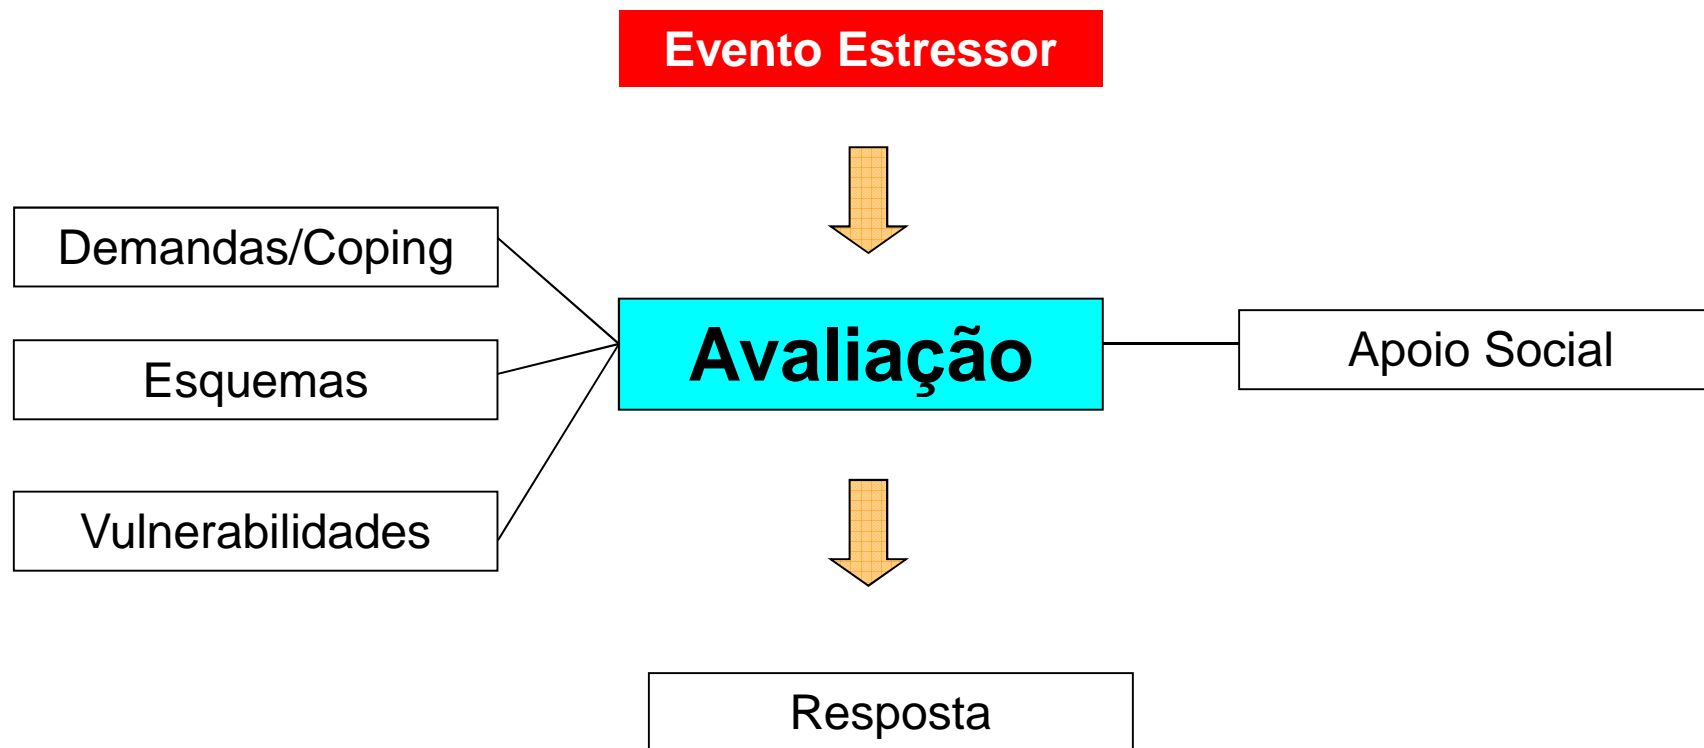 Evento Estressor
Demandas/Coping
Esquemas
Vulnerabilidades
Avaliação
Apoio Social
Resposta